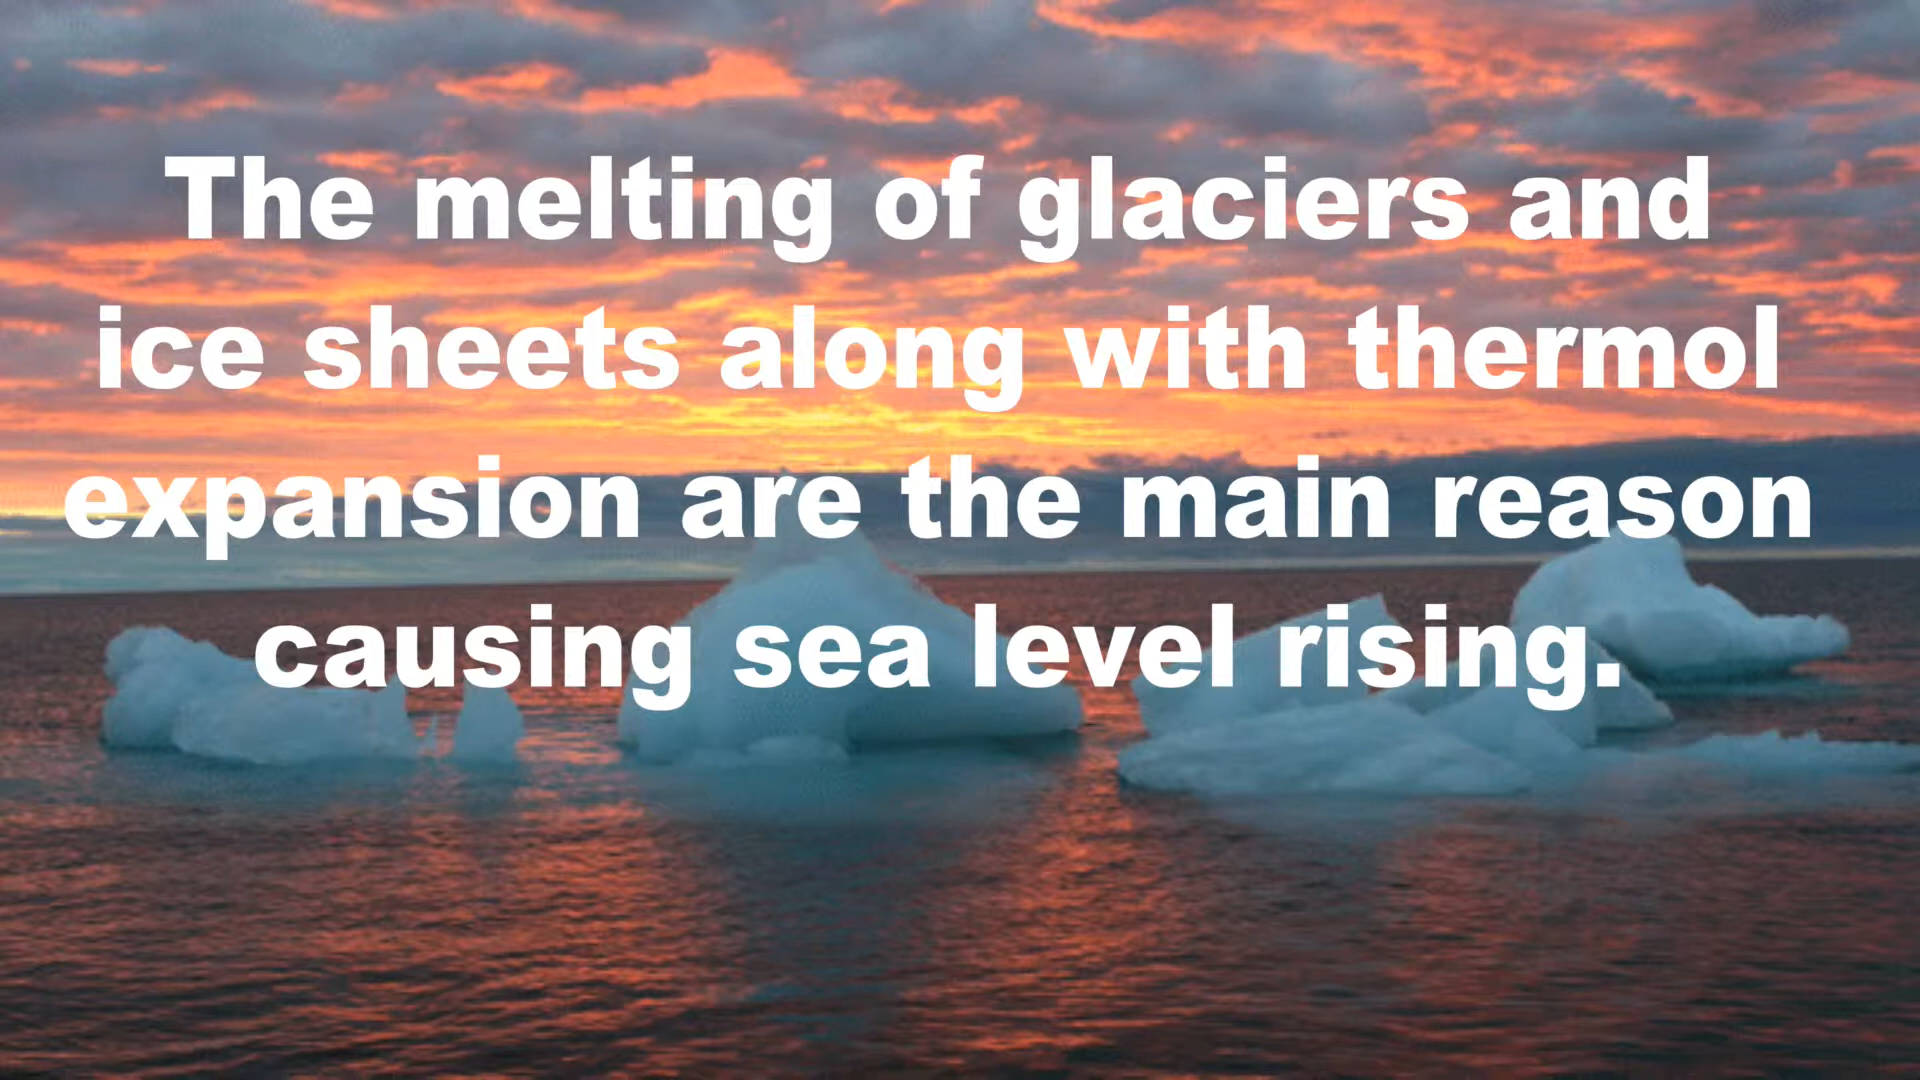 The melting of glaciers and
ice sheets along with thermol
expansion are the main reason
causing sea level rising.